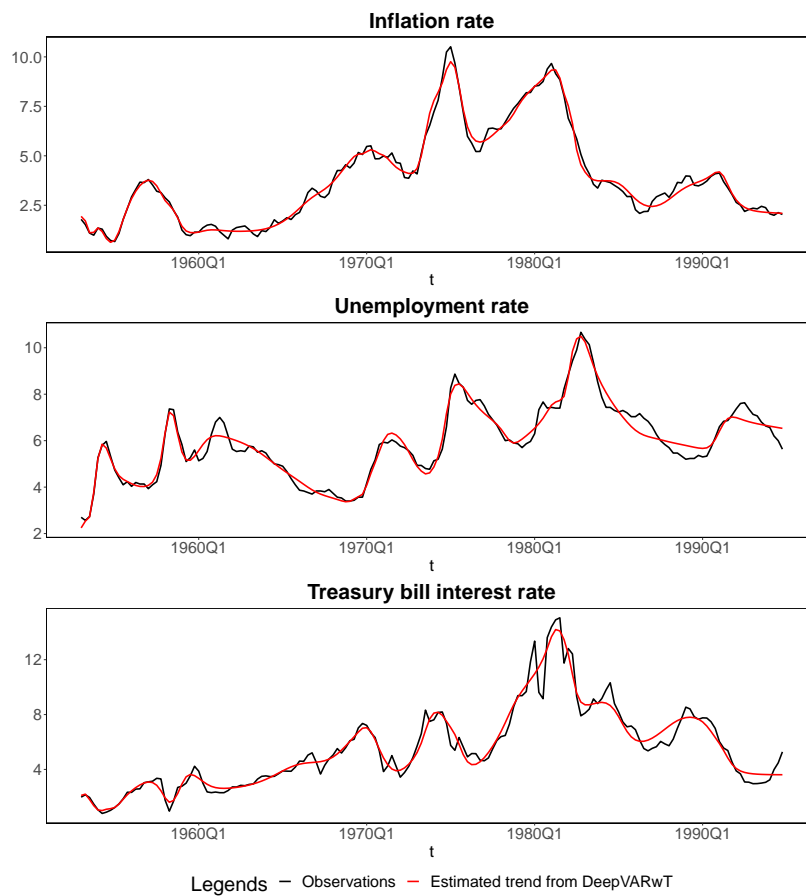 Inflation rate
10.0
7.5
5.0
2.5
1960Q1 1970Q1 1980Q1 1990Q1
t
Unemployment rate
10
8
6
4
2
1960Q1 1970Q1 1980Q1 1990Q1
t
Treasury bill interest rate
12
8
4
1960Q1 1970Q1 1980Q1 1990Q1
t
Legends Observations Estimated trend from DeepVARwT